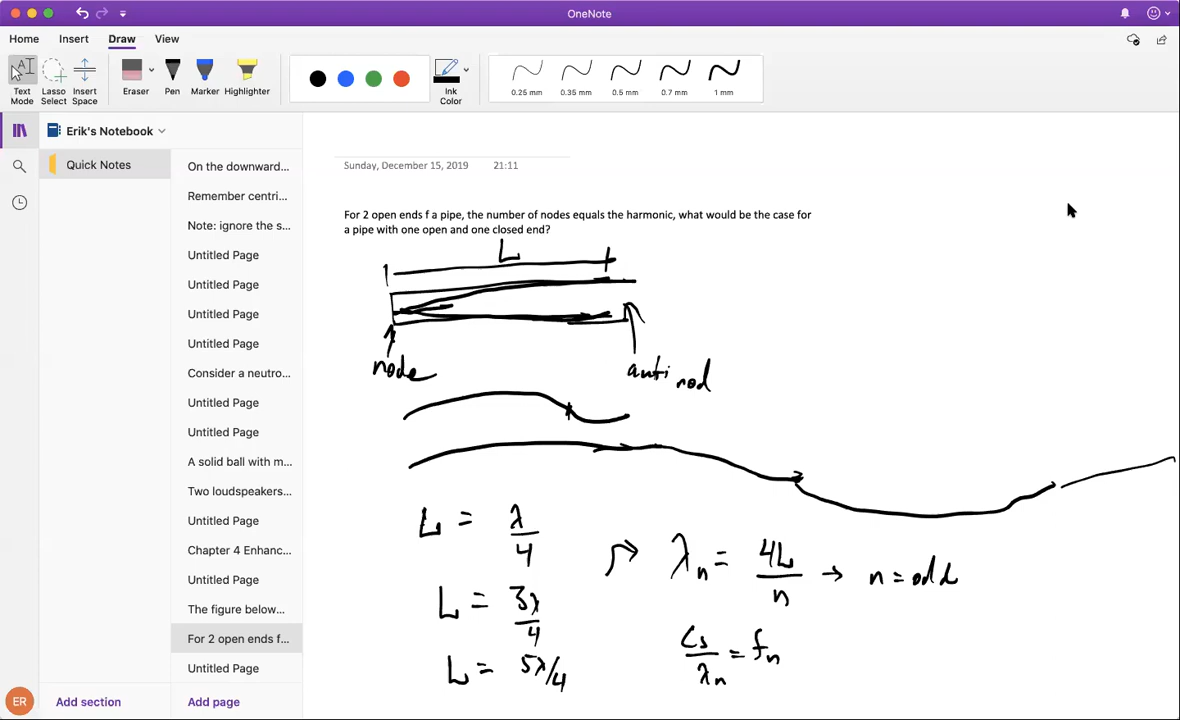 OneNote
Home Insert Draw View
Text Mode Lasso Select Insert Space Eraser Pen Marker Highlighter Ink Color 0.25 mm 0.35 mm 0.5 mm 0.7 mm 1 mm
Erik's Notebook
Quick Notes
On the downward...
Remember centri...
Note: ignore the s...
Untitled Page
Untitled Page
Untitled Page
Untitled Page
Consider a neutro...
Untitled Page
Untitled Page
A solid ball with m...
Two loudspeakers...
Untitled Page
Chapter 4 Enhanc...
Untitled Page
The figure below...
For 2 open ends f...
Untitled Page
ER Add section Add page
Sunday, December 15, 2019 21:11
For 2 open ends f a pipe, the number of nodes equals the harmonic, what would be the case for
a pipe with one open and one closed end?
L
node
anti nod
L = λ/4
λn = 4L/n → n = odd
L = 3λ/4
Cs/λn = fn
L = 5λ/4